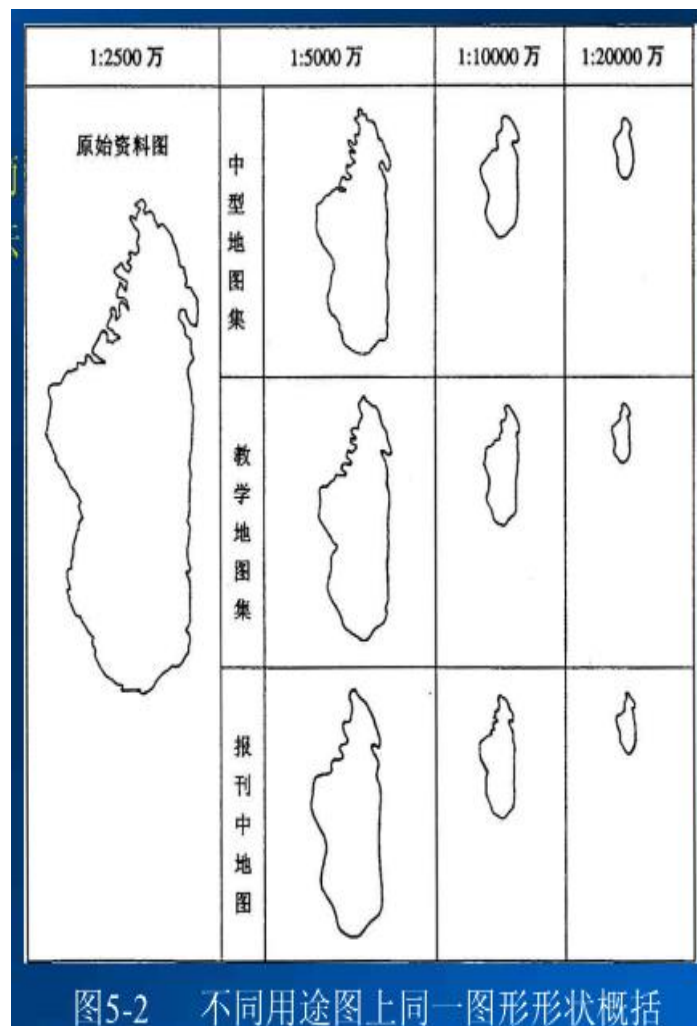 1:2500万
1:5000万
1:10000万
1:20000万
原始资料图
中型地图集
教学地图集
报刊中地图
图5-2 不同用途图上同一图形形状概括